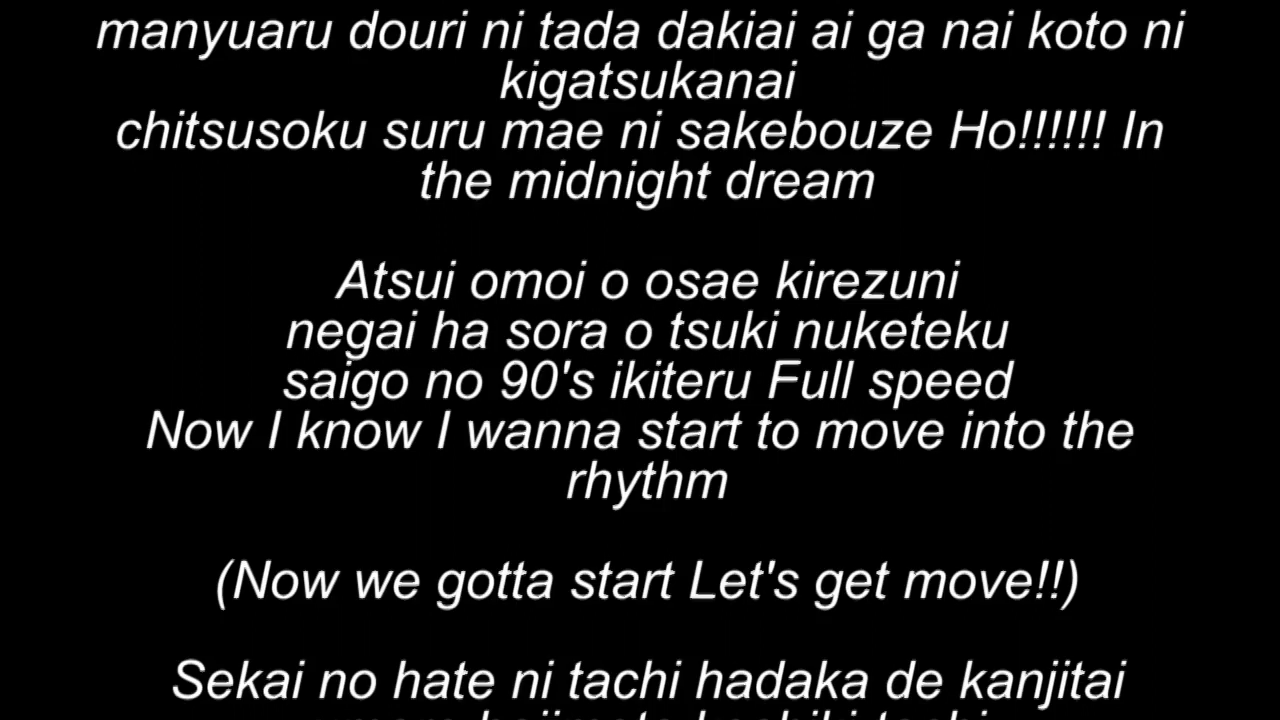 manyuaru douri ni tada dakiai ai ga nai koto ni
kigatsukanai
chitsusoku suru mae ni sakebouze Ho!!!!!! In
the midnight dream
Atsui omoi o osae kirezuni
negai ha sora o tsuki nuketeku
saigo no 90's ikiteru Full speed
Now I know I wanna start to move into the
rhythm
(Now we gotta start Let's get move!!)
Sekai no hate ni tachi hadaka de kanjitai